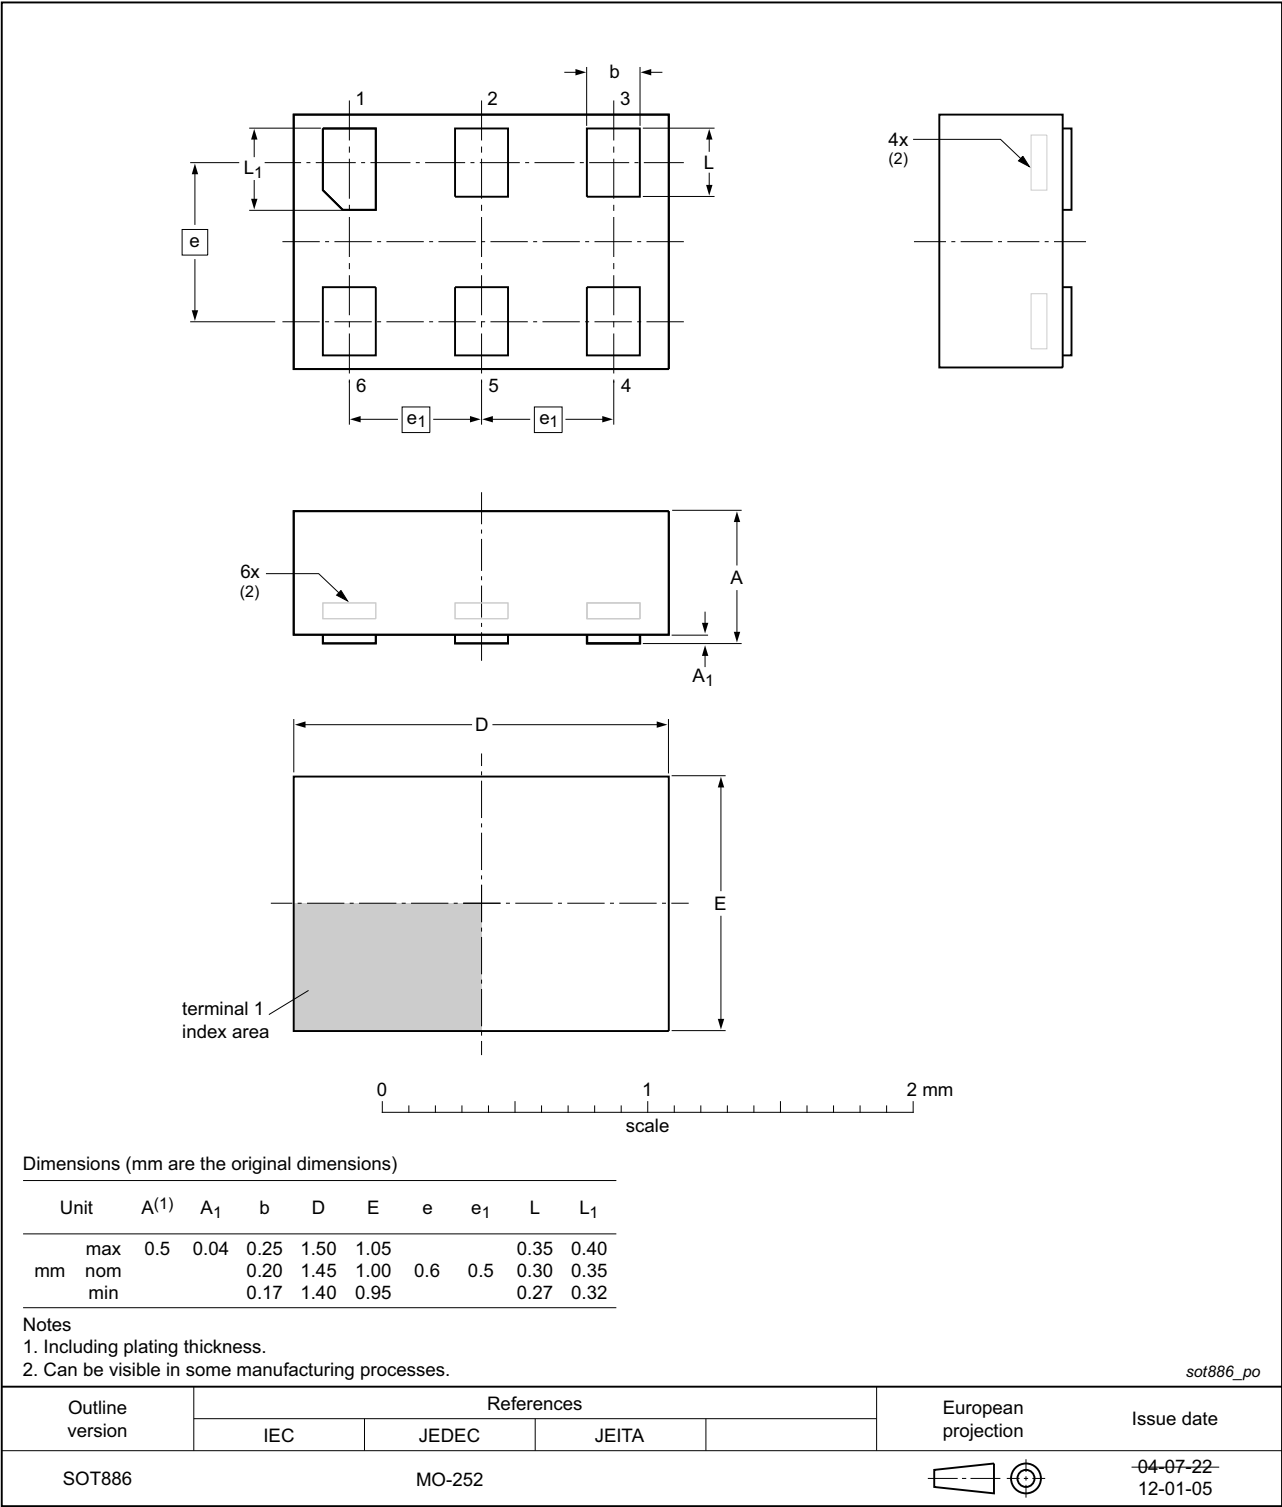 b
1 2 3
4x
(2)
L1
L
e
6 5 4
e1 e1
6x
(2)
A
A1
D
E
terminal 1
index area
0 1 2 mm
scale
Dimensions (mm are the original dimensions)
Unit A(1) A1 b D E e e1 L L1
max 0.5 0.04 0.25 1.50 1.05 0.35 0.40
mm nom 0.20 1.45 1.00 0.6 0.5 0.30 0.35
min 0.17 1.40 0.95 0.27 0.32
Notes
1. Including plating thickness.
2. Can be visible in some manufacturing processes.
sot886_po
Outline
version
References
European
projection
Issue date
IEC JEDEC JEITA
SOT886 MO-252
04-07-22
12-01-05